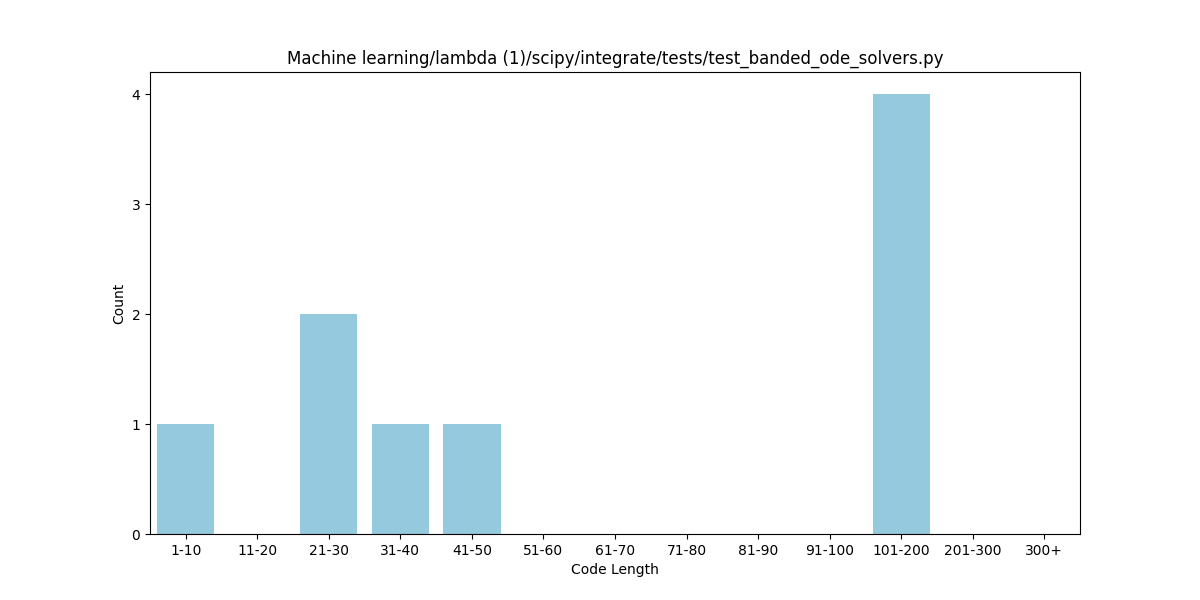 Machine learning/lambda (1)/scipy/integrate/tests/test_banded_ode_solvers.py
4
3
2
1
0
Count
1-10 11-20 21-30 31-40 41-50 51-60 61-70 71-80 81-90 91-100 101-200 201-300 300+
Code Length